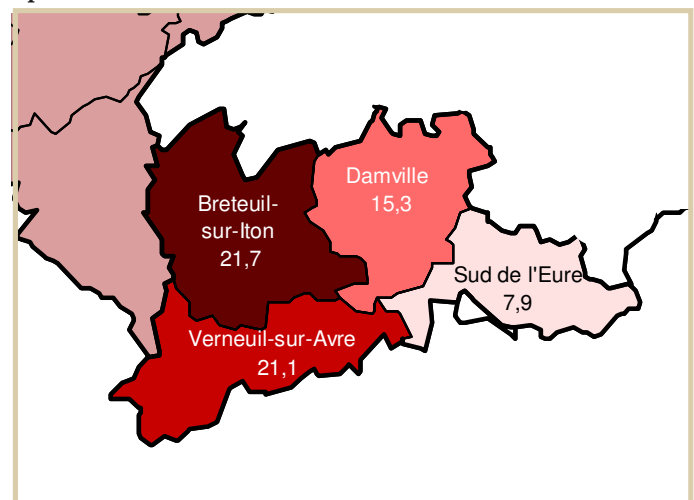 Damville
15,3
Breteuil-
sur-Iton
21,7
Sud de l'Eure
7,9
Verneuil-sur-Avre
21,1